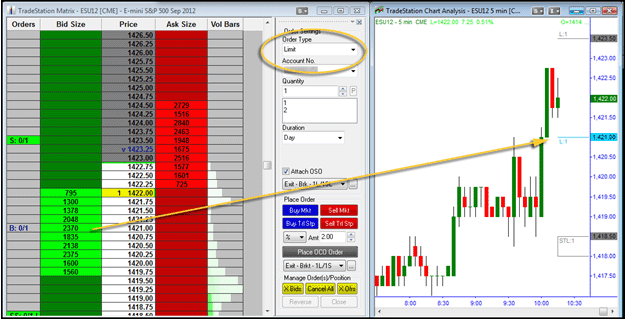 TradeStation Matrix - ESU12 [CME] - E-mini S&P 500 Sep 2012
Orders Bid Size Price Ask Size Vol Bars
1426.50
1426.25
1426.00
1425.75
1425.50
1425.25
1425.00
1424.75
1424.50 2729
1424.25 1516
1424.00 2840
1423.75 2463
S: 0/1 1423.50 1948
v 1423.25 1675
1423.00 2516
1422.75 1577
1422.50 1601
1422.25 725
795 1 1422.00
1300 1421.75
1378 1421.50
2048 1421.25
B: 0/1 2370 1421.00
1835 1420.75
2138 1420.50
2375 1420.25
1600 1420.00
1560 1419.75
1419.50
1419.25
1419.00
1418.75
1418.50
Order Settings
Order Type
Limit
Account No.
Quantity
1 P
1
2
Duration
Day
Attach OSO
Exit - Brk - 1L/1S ...
Place Order
Buy Mkt Sell Mkt
Buy Trl Stp Sell Trl Stp
% Amt 2.00
Place OCO Order
Exit - Brkt - 1L/1S ...
Manage Order(s)/Position
X Bids Cancel All X Ofrs
Reverse Close
TradeStation Chart Analysis - ESU12 5 min [C...
ESU12 - 5 min [CME] L=1422.00 7.25 0.51% O=1414
L:1
1,423.50
1,422.00
L:1
1,421.00
1,420.50
1,419.50
STL:1
1,418.50
1,417.50
8:00 8:30 9:00 9:30 10:00 10:30